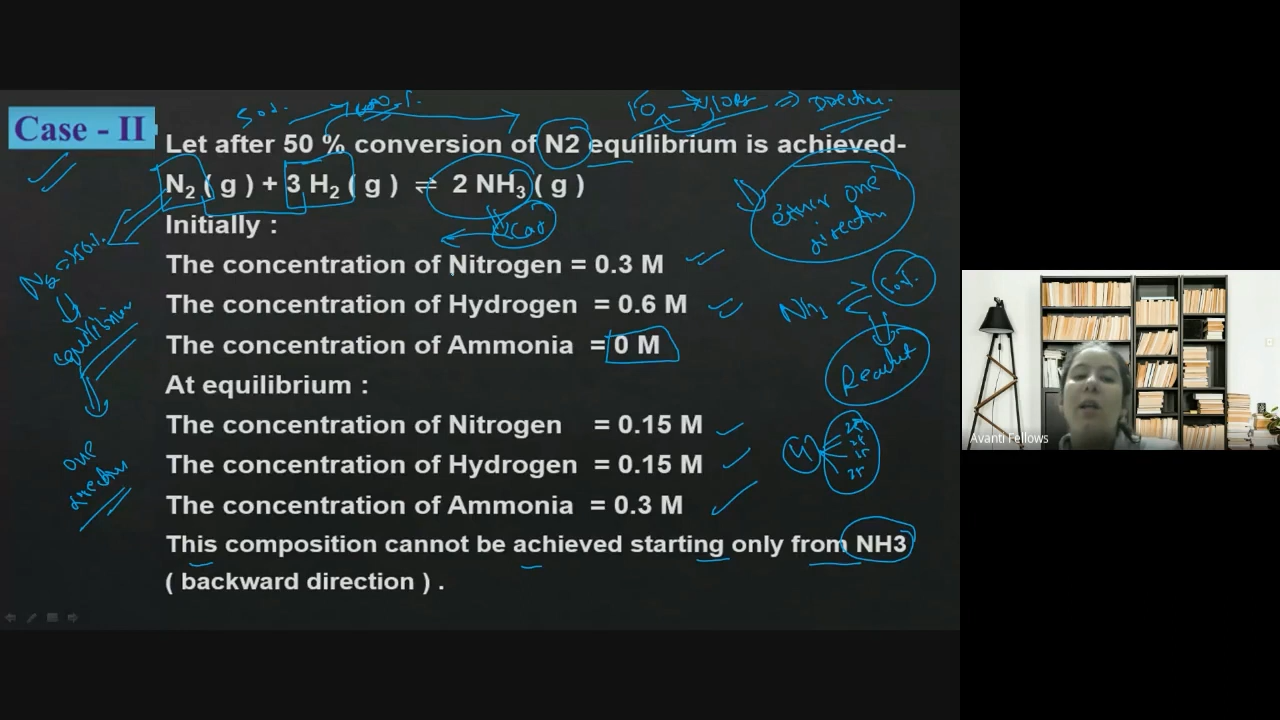 Case - II
Let after 50 % conversion of N2 equilibrium is achieved-
N₂ ( g ) + 3 H₂ ( g ) ⇌ 2 NH₃ ( g )
Initially :
The concentration of Nitrogen = 0.3 M
The concentration of Hydrogen = 0.6 M
The concentration of Ammonia = 0 M
At equilibrium :
The concentration of Nitrogen = 0.15 M
The concentration of Hydrogen = 0.15 M
The concentration of Ammonia = 0.3 M
This composition cannot be achieved starting only from NH3
( backward direction ) .
50%
Direction
either one
direction
NH₃
equilibrium
one
direction
Avanti Fellows